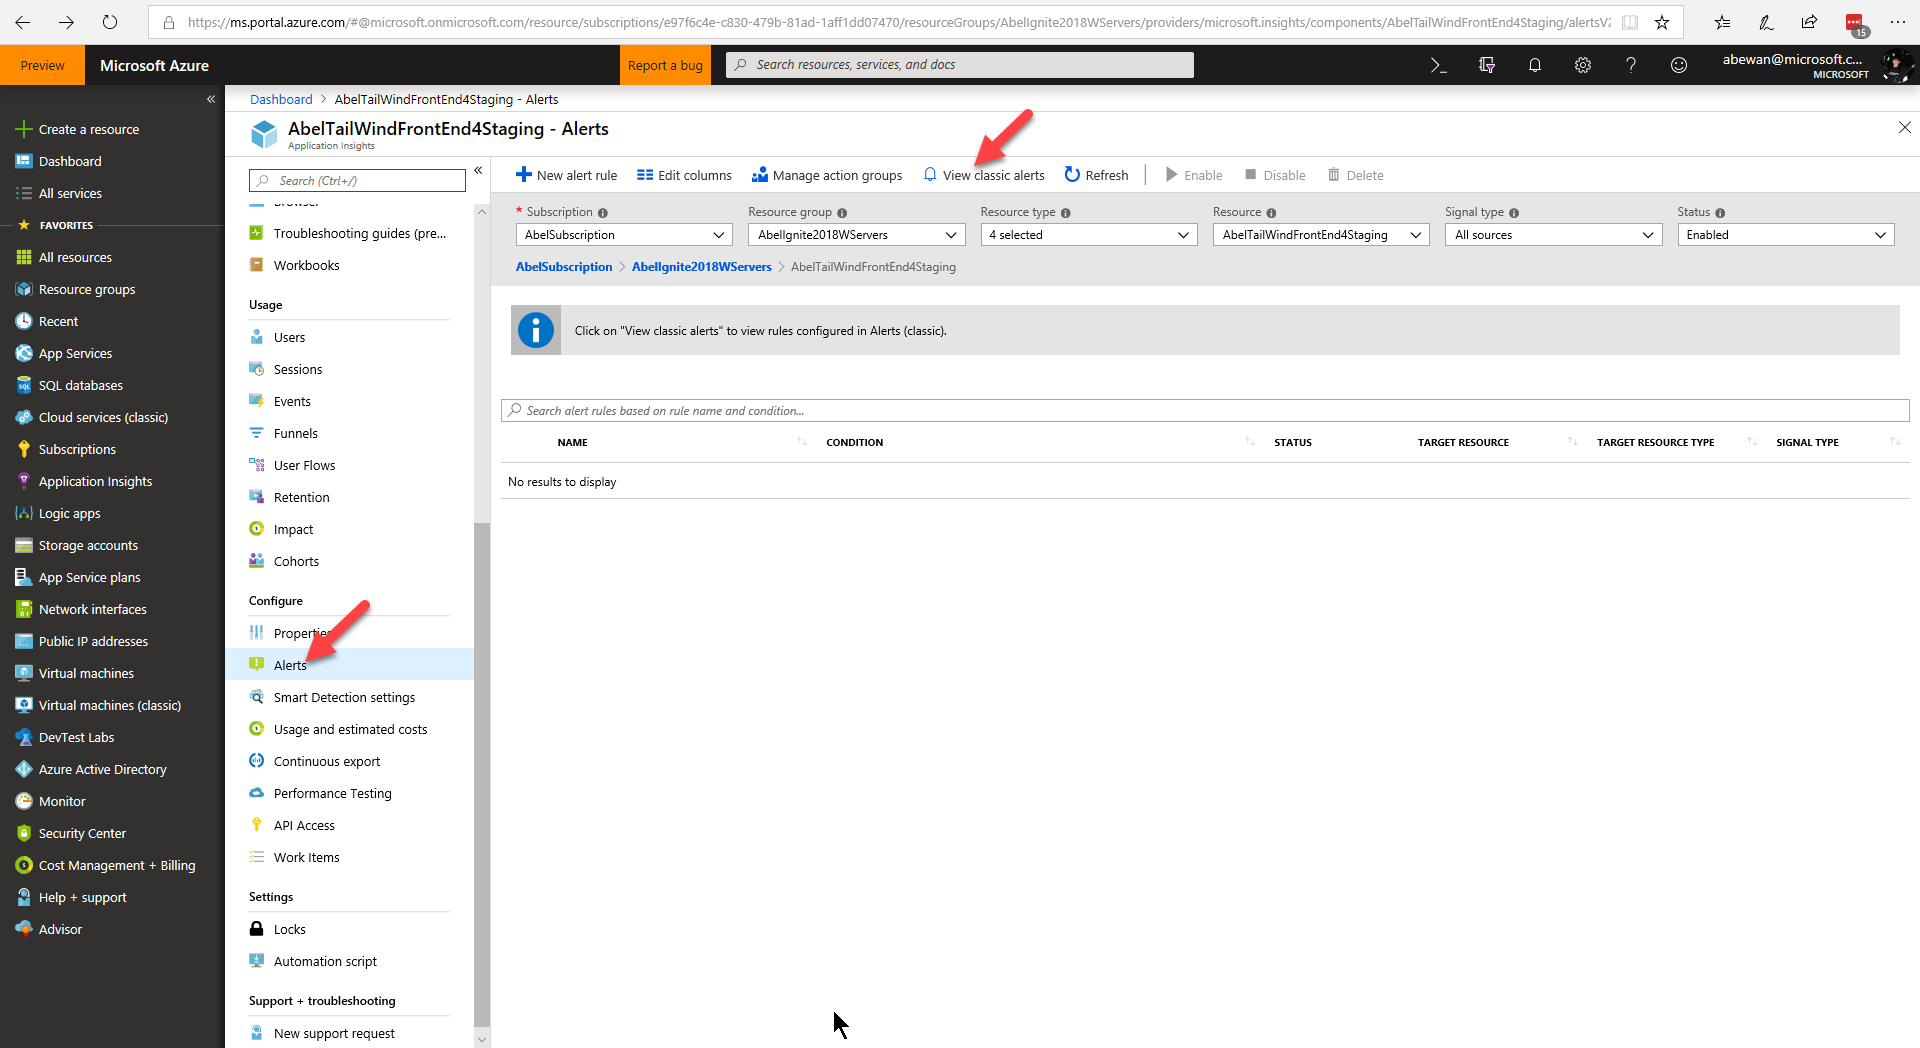 https://ms.portal.azure.com/#@microsoft.onmicrosoft.com/resource/subscriptions/e97f6c4e-c830-479b-81ad-1aff1dd07470/resourceGroups/AbelIgnite2018WServers/providers/microsoft.insights/components/AbelTailWindFrontEnd4Staging/alertsV2
15
Preview
Microsoft Azure
Report a bug
Search resources, services, and docs
abewan@microsoft.c...
MICROSOFT
Create a resource
Dashboard
All services
FAVORITES
All resources
Resource groups
Recent
App Services
SQL databases
Cloud services (classic)
Subscriptions
Application Insights
Logic apps
Storage accounts
App Service plans
Network interfaces
Public IP addresses
Virtual machines
Virtual machines (classic)
DevTest Labs
Azure Active Directory
Monitor
Security Center
Cost Management + Billing
Help + support
Advisor
Dashboard > AbelTailWindFrontEnd4Staging - Alerts
AbelTailWindFrontEnd4Staging - Alerts
Application Insights
Search (Ctrl+/)
Browser
Troubleshooting guides (pre...
Workbooks
Usage
Users
Sessions
Events
Funnels
User Flows
Retention
Impact
Cohorts
Configure
Properties
Alerts
Smart Detection settings
Usage and estimated costs
Continuous export
Performance Testing
API Access
Work Items
Settings
Locks
Automation script
Support + troubleshooting
New support request
New alert rule Edit columns Manage action groups View classic alerts Refresh Enable Disable Delete
* Subscription Resource group Resource type Resource Signal type Status
AbelSubscription AbelIgnite2018WServers 4 selected AbelTailWindFrontEnd4Staging All sources Enabled
AbelSubscription > AbelIgnite2018WServers > AbelTailWindFrontEnd4Staging
Click on "View classic alerts" to view rules configured in Alerts (classic).
Search alert rules based on rule name and condition...
NAME CONDITION STATUS TARGET RESOURCE TARGET RESOURCE TYPE SIGNAL TYPE
No results to display